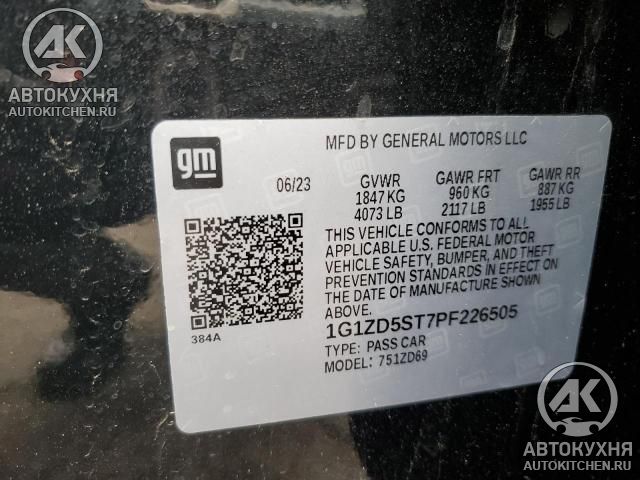 АК
АВТОКУХНЯ
AUTOKITCHEN.RU
gm
MFD BY GENERAL MOTORS LLC
06/23
GVWR GAWR FRT GAWR RR
1847 KG 960 KG 887 KG
4073 LB 2117 LB 1955 LB
THIS VEHICLE CONFORMS TO ALL
APPLICABLE U.S. FEDERAL MOTOR
VEHICLE SAFETY, BUMPER, AND THEFT
PREVENTION STANDARDS IN EFFECT ON
THE DATE OF MANUFACTURE SHOWN
ABOVE.
1G1ZD5ST7PF226505
TYPE: PASS CAR
MODEL: 751ZD69
384A
АК
АВТОКУХНЯ
AUTOKITCHEN.RU